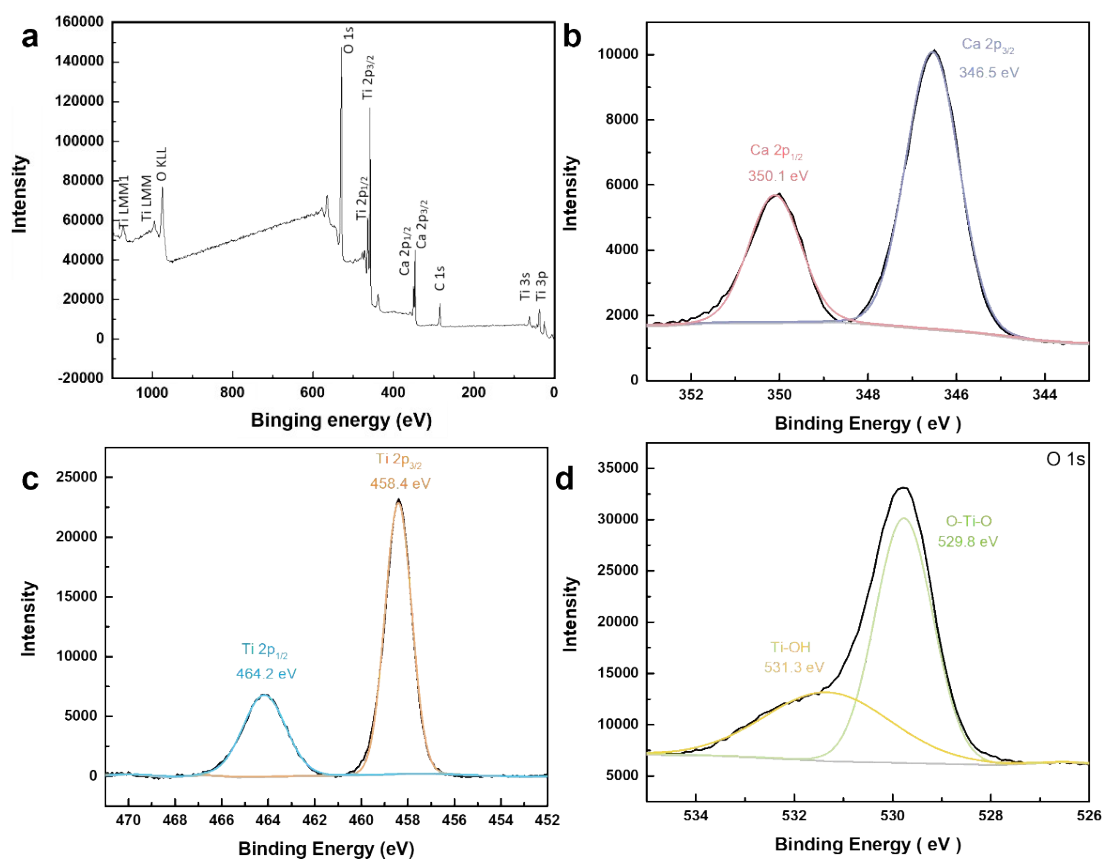 a
160000
140000
120000
100000
80000
60000
40000
20000
0
-20000
Intensity
Ti LMM1
Ti LMM
O KLL
O 1s
Ti 2p1/2
Ti 2p3/2
Ca 2p1/2
Ca 2p3/2
C 1s
Ti 3s
Ti 3p
1000 800 600 400 200 0
Binging energy (eV)
b
10000
8000
6000
4000
2000
0
Intensity
Ca 2p3/2
346.5 eV
Ca 2p1/2
350.1 eV
352 350 348 346 344
Binding Energy ( eV )
c
25000
20000
15000
10000
5000
0
Intensity
Ti 2p3/2
458.4 eV
Ti 2p1/2
464.2 eV
470 468 466 464 462 460 458 456 454 452
Binding Energy (eV)
d
O 1s
35000
30000
25000
20000
15000
10000
5000
Intensity
O-Ti-O
529.8 eV
Ti-OH
531.3 eV
534 532 530 528 526
Binding Energy ( eV )